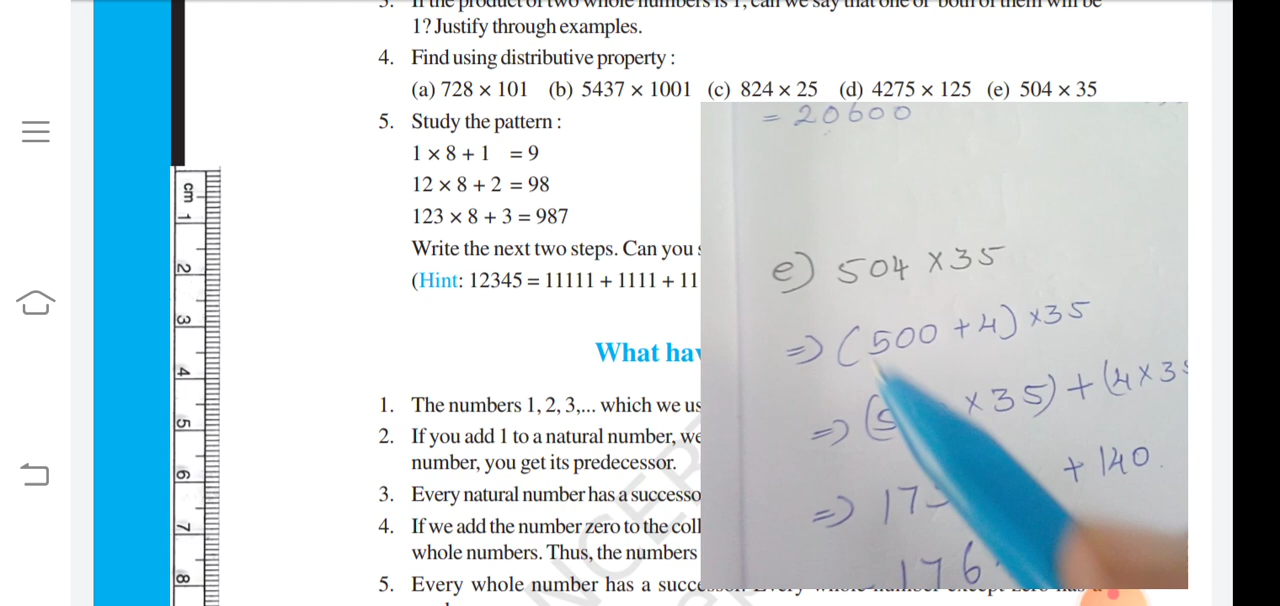 1? Justify through examples.
4. Find using distributive property :
(a) 728 × 101 (b) 5437 × 1001 (c) 824 × 25 (d) 4275 × 125 (e) 504 × 35
5. Study the pattern :
1 × 8 + 1 = 9
12 × 8 + 2 = 98
123 × 8 + 3 = 987
Write the next two steps. Can you
(Hint: 12345 = 11111 + 1111 + 11
What
1. The numbers 1, 2, 3,... which we
2. If you add 1 to a natural number, we
number, you get its predecessor.
3. Every natural number has a
4. If we add the number zero to the
whole numbers. Thus, the numbers
5. Every whole number has a
= 20600
e) 504 × 35
=> (500 + 4) × 35
=> ( × 35) + (4 × 3
=> 17 + 140
176
cm 1 2 3 4 5 6 7 8
NCERT